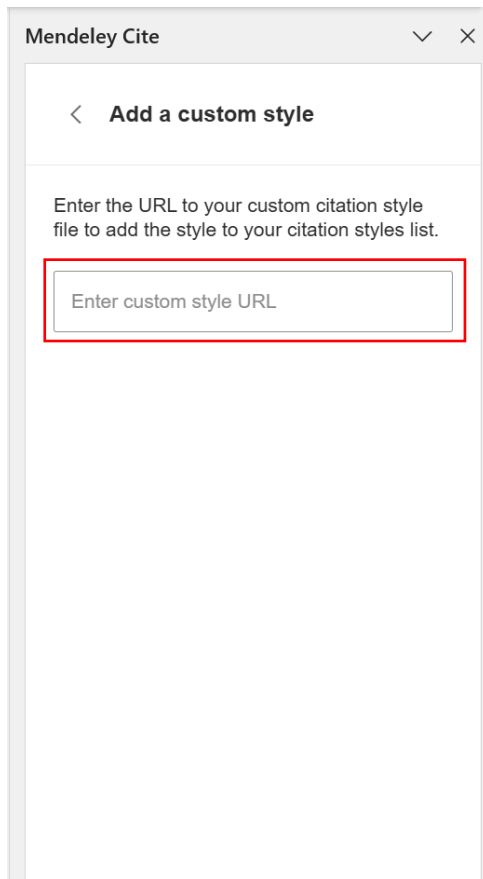 Mendeley Cite
Add a custom style
Enter the URL to your custom citation style
file to add the style to your citation styles list.
Enter custom style URL